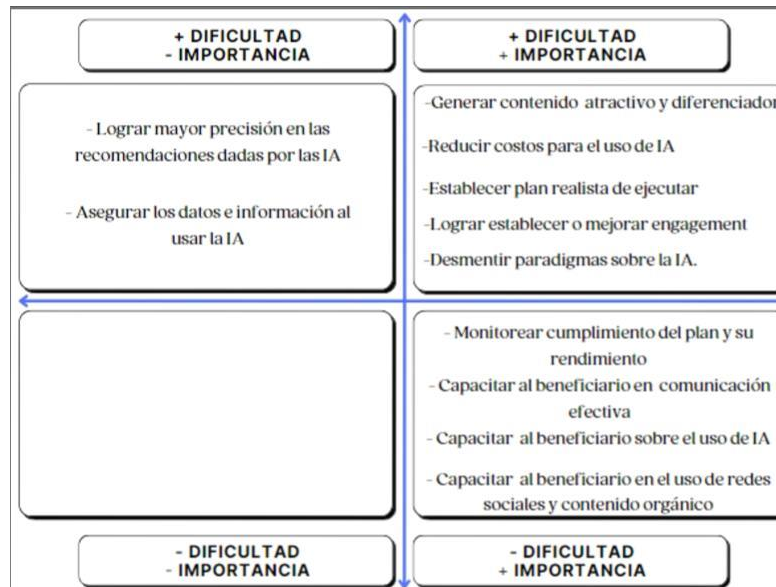 + DIFICULTAD
- IMPORTANCIA
+ DIFICULTAD
+ IMPORTANCIA
- Lograr mayor precisión en las
recomendaciones dadas por las IA
- Asegurar los datos e información al
usar la IA
-Generar contenido atractivo y diferenciador
-Reducir costos para el uso de IA
-Establecer plan realista de ejecutar
-Lograr establecer o mejorar engagement
-Desmentir paradigmas sobre la IA.
- Monitorear cumplimiento del plan y su
rendimiento
- Capacitar al beneficiario en comunicación
efectiva
- Capacitar al beneficiario sobre el uso de IA
- Capacitar al beneficiario en el uso de redes
sociales y contenido orgánico
- DIFICULTAD
- IMPORTANCIA
- DIFICULTAD
+ IMPORTANCIA